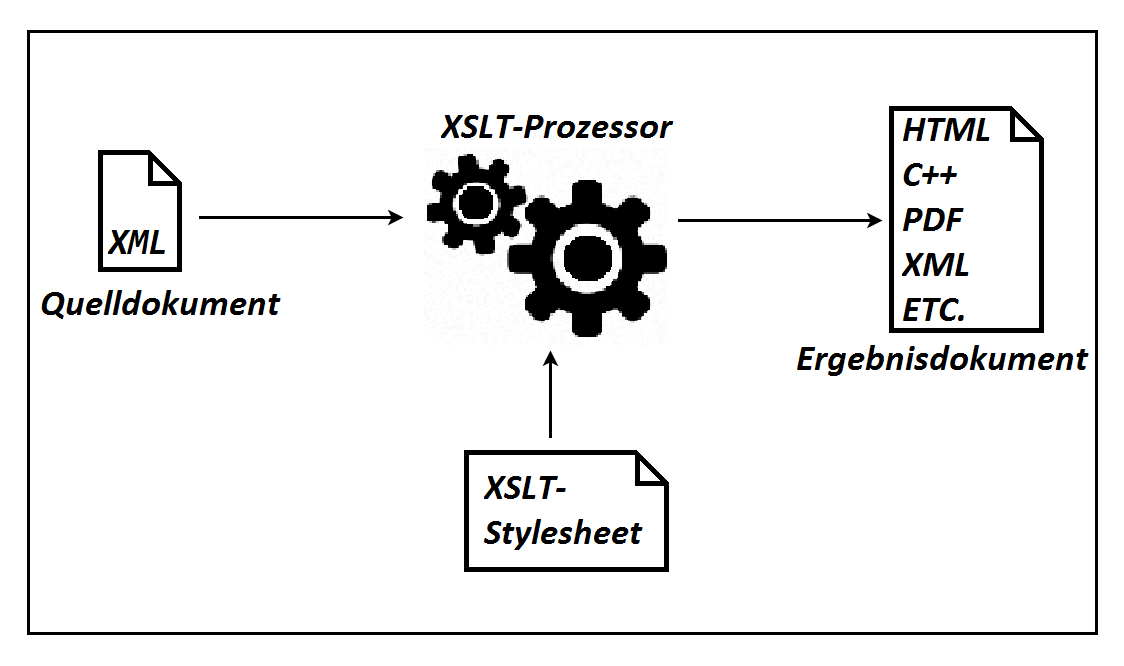 XSLT-Prozessor
XML
Quelldokument
HTML
C++
PDF
XML
ETC.
Ergebnisdokument
XSLT-
Stylesheet